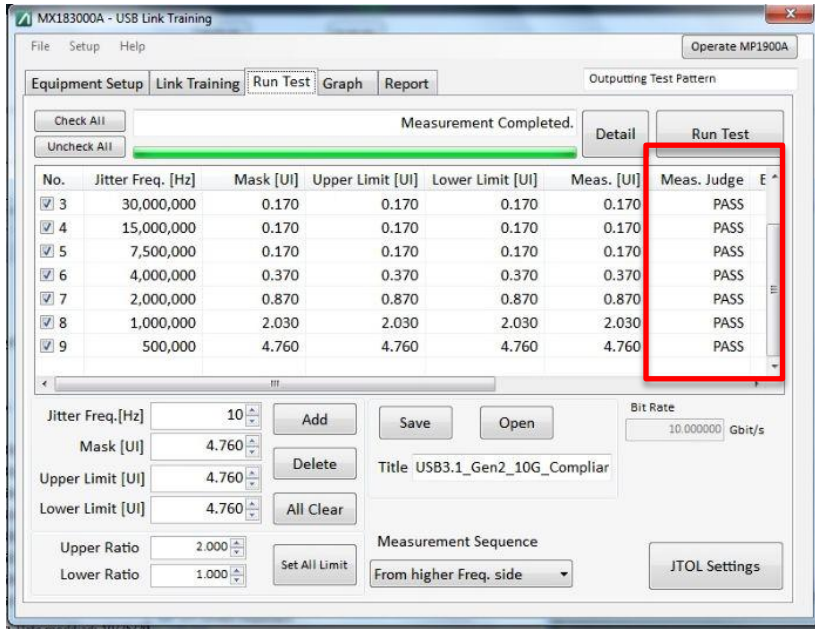 MX183000A - USB Link Training
File Setup Help Operate MP1900A
Equipment Setup Link Training Run Test Graph Report Outputting Test Pattern
Check All Measurement Completed. Detail Run Test
Uncheck All
No. Jitter Freq. [Hz] Mask [UI] Upper Limit [UI] Lower Limit [UI] Meas. [UI] Meas. Judge
3 30,000,000 0.170 0.170 0.170 0.170 PASS
4 15,000,000 0.170 0.170 0.170 0.170 PASS
5 7,500,000 0.170 0.170 0.170 0.170 PASS
6 4,000,000 0.370 0.370 0.370 0.370 PASS
7 2,000,000 0.870 0.870 0.870 0.870 PASS
8 1,000,000 2.030 2.030 2.030 2.030 PASS
9 500,000 4.760 4.760 4.760 4.760 PASS
Jitter Freq.[Hz] 10 Add Save Open Bit Rate
10.000000 Gbit/s
Mask [UI] 4.760
Delete Title USB3.1_Gen2_10G_Compliar
Upper Limit [UI] 4.760
Lower Limit [UI] 4.760 All Clear
Upper Ratio 2.000 Set All Limit Measurement Sequence
Lower Ratio 1.000 From higher Freq. side JTOL Settings